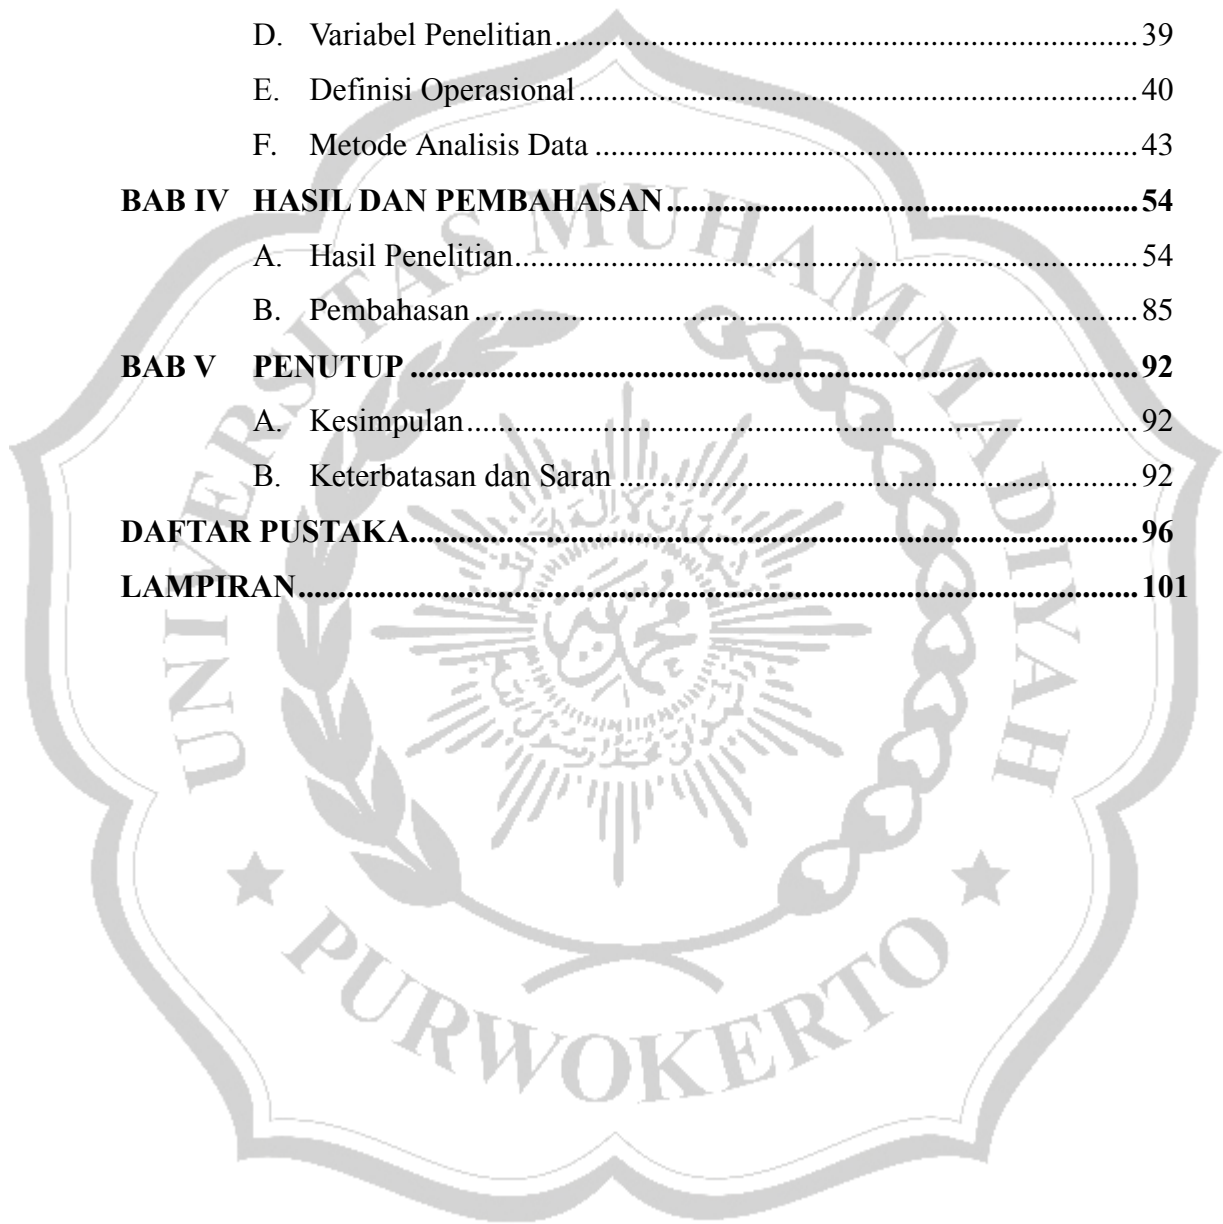 D. Variabel Penelitian ........................................................................ 39
E. Definisi Operasional ..................................................................... 40
F. Metode Analisis Data ................................................................... 43
BAB IV HASIL DAN PEMBAHASAN ........................................................... 54
A. Hasil Penelitian ............................................................................. 54
B. Pembahasan .................................................................................. 85
BAB V PENUTUP .......................................................................................... 92
A. Kesimpulan ................................................................................... 92
B. Keterbatasan dan Saran ................................................................ 92
DAFTAR PUSTAKA .......................................................................................... 96
LAMPIRAN ........................................................................................................ 101
UNIVERSITAS MUHAMMADIYAH
PURWOKERTO